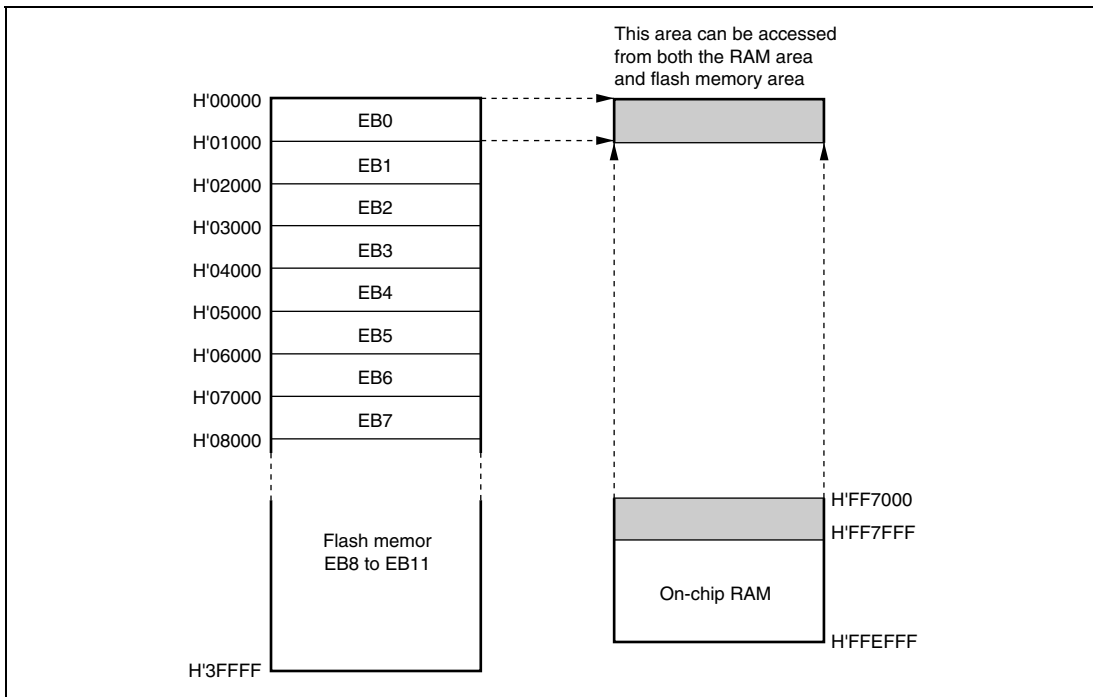 This area can be accessed
from both the RAM area
and flash memory area
H'00000
EB0
H'01000
EB1
H'02000
EB2
H'03000
EB3
H'04000
EB4
H'05000
EB5
H'06000
EB6
H'07000
EB7
H'08000
H'FF7000
H'FF7FFF
Flash memor
EB8 to EB11
On-chip RAM
H'FFEFFF
H'3FFFF